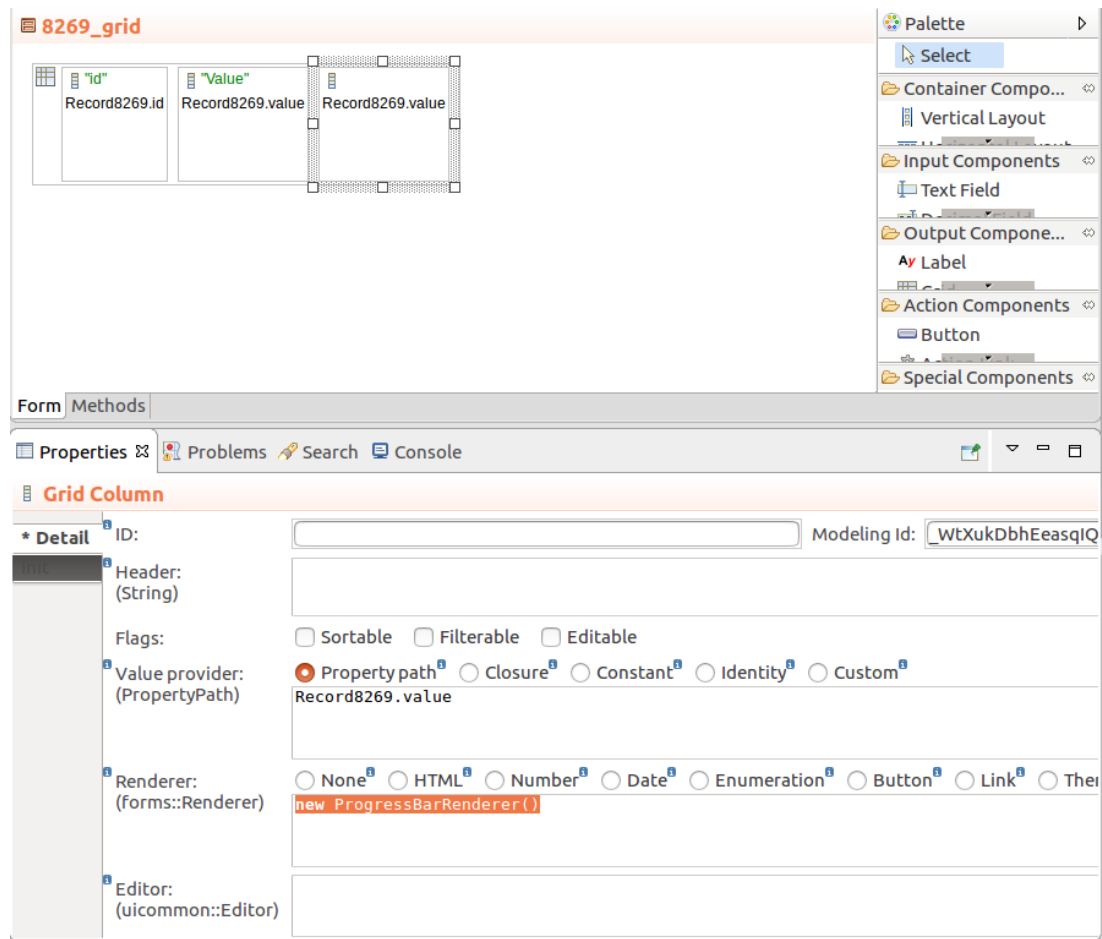 8269_grid
"id"
Record8269.id
"Value"
Record8269.value
Record8269.value
Palette
Select
Container Compo...
Vertical Layout
Input Components
Text Field
Output Compone...
Ay Label
Action Components
Button
Special Components
Form Methods
Properties Problems Search Console
Grid Column
* Detail
Init
ID:
Modeling Id: _WtXukDbhEeasqIQ
Header:
(String)
Flags: Sortable Filterable Editable
Value provider: Property path Closure Constant Identity Custom
(PropertyPath) Record8269.value
Renderer: None HTML Number Date Enumeration Button Link
(forms::Renderer) new ProgressBarRenderer()
Editor:
(uicommon::Editor)